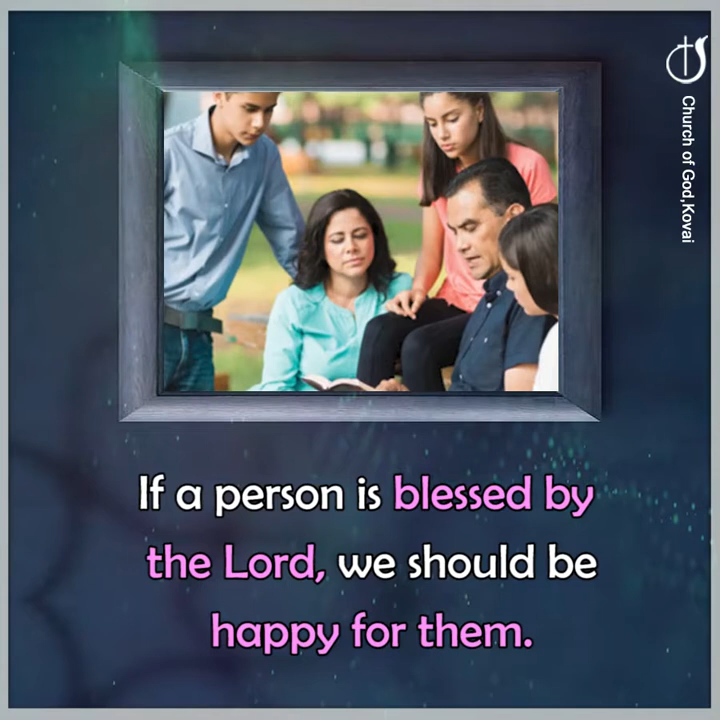 Church of God,Kovai
If a person is blessed by
the Lord, we should be
happy for them.